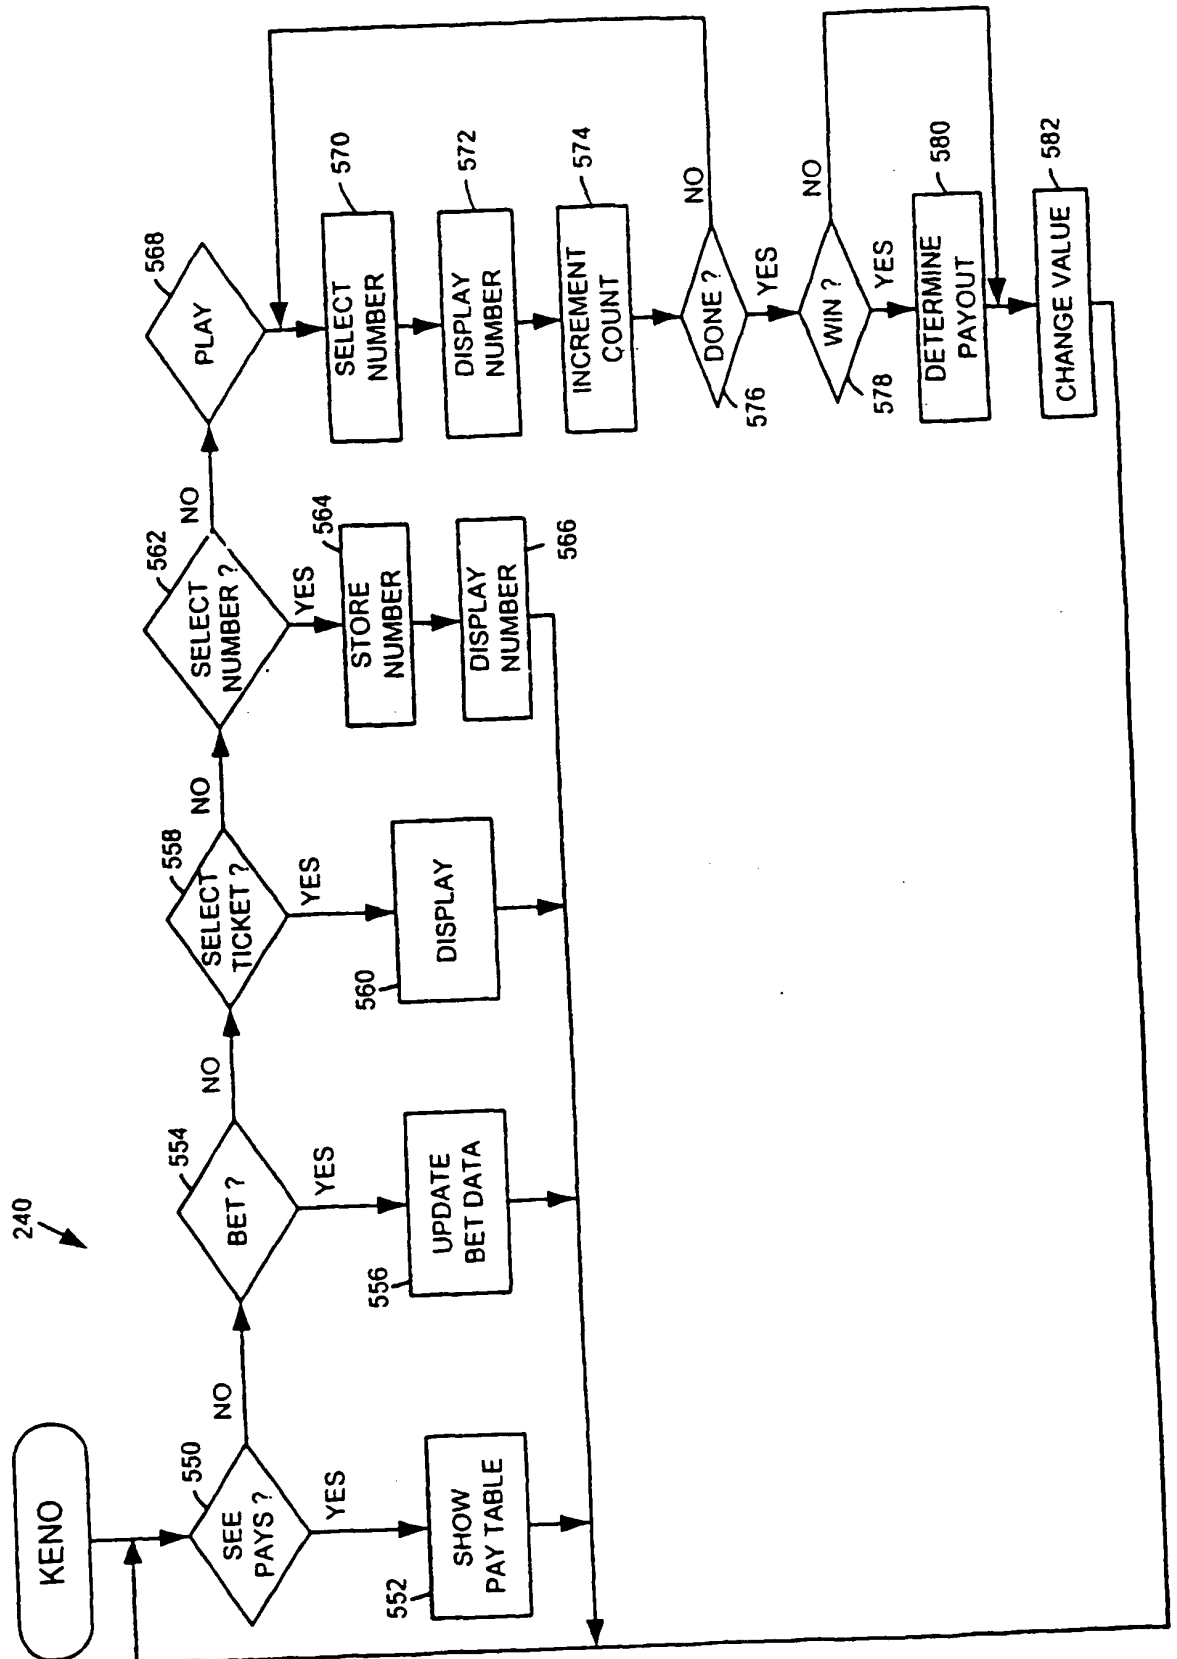 240
KENO
550
SEE
PAYS ?
NO
YES
552
SHOW
PAY TABLE
554
BET ?
NO
YES
556
UPDATE
BET DATA
558
SELECT
TICKET ?
NO
YES
560
DISPLAY
562
SELECT
NUMBER ?
NO
YES
564
STORE
NUMBER
566
DISPLAY
NUMBER
568
PLAY
570
SELECT
NUMBER
572
DISPLAY
NUMBER
574
INCREMENT
COUNT
576
DONE ?
NO
YES
578
WIN ?
NO
YES
580
DETERMINE
PAYOUT
582
CHANGE VALUE